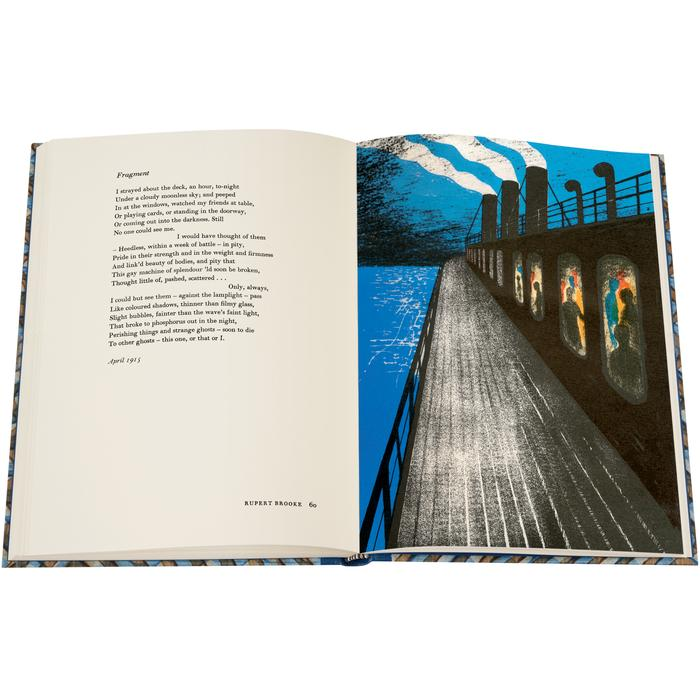 Fragment
I strayed about the deck, an hour, to-night
Under a cloudy moonless sky; and peeped
In at the windows, watched my friends at table,
Or playing cards, or standing in the doorway,
Or coming out into the darkness. Still
No one could see me.
I would have thought of them
– Heedless, within a week of battle – in pity,
Pride in their strength and in the weight and firmness
And link'd beauty of bodies, and pity that
This gay machine of splendour 'ld soon be broken,
Thought little of, pashed, scattered . . .
Only, always,
I could but see them – against the lamplight – pass
Like coloured shadows, thinner than filmy glass,
Slight bubbles, fainter than the wave's faint light,
That broke to phosphorus out in the night,
Perishing things and strange ghosts – soon to die
To other ghosts – this one, or that or I.
April 1915
RUPERT BROOKE 60